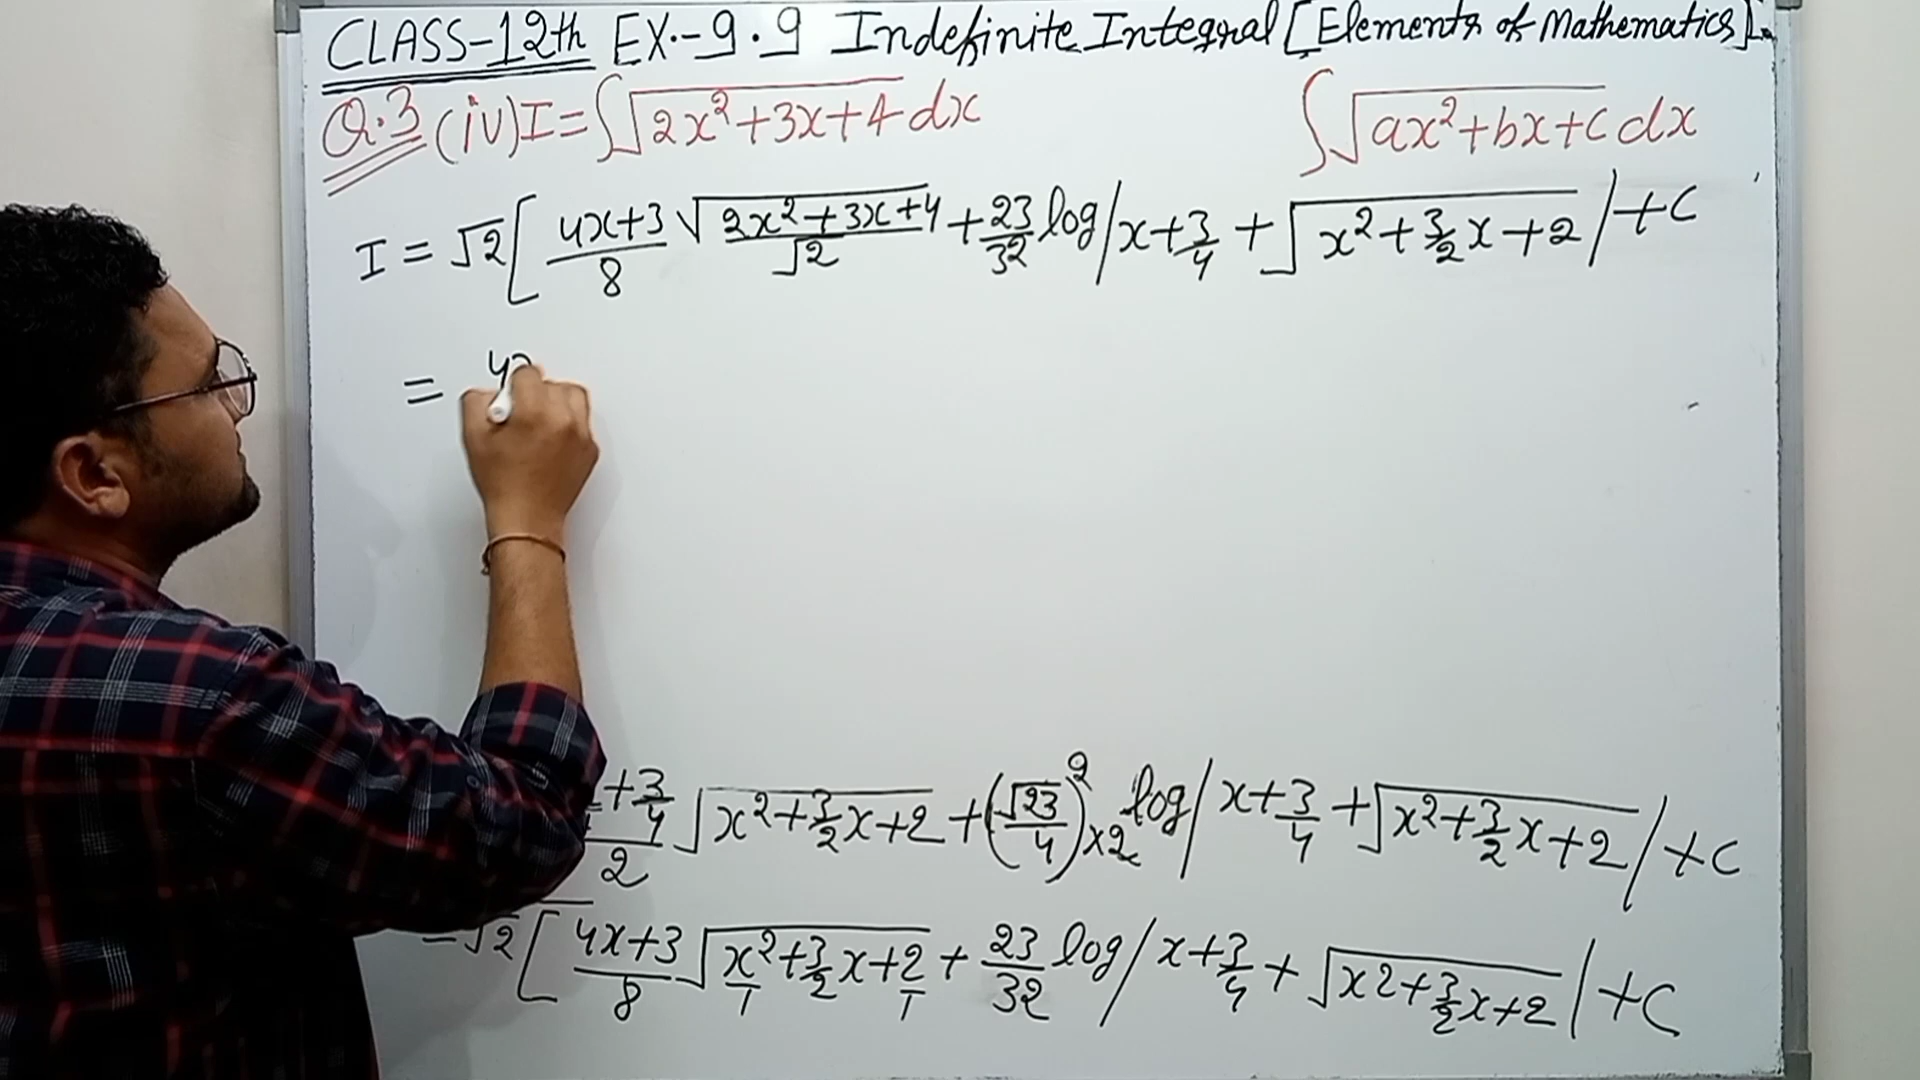 CLASS-12th EX.-9.9 Indefinite Integral [Elements of Mathematics]
Q.3 (iv) I = ∫√(2x²+3x+4) dx ∫√(ax²+bx+c) dx
I = √2 [ (4x+3)/8 √(2x²+3x+4)/√2 + 23/32 log |x + 3/4 + √(x² + 3/2 x + 2)| + C
= 4x
+3/4 / 2 √(x² + 3/2 x + 2) + (√23/4)² ×2 log |x + 3/4 + √(x² + 3/2 x + 2)| + C
= √2 [ (4x+3)/8 √(x²/1 + 3/2 x + 2/1) + 23/32 log |x + 3/4 + √(x2 + 3/2 x + 2)| + C